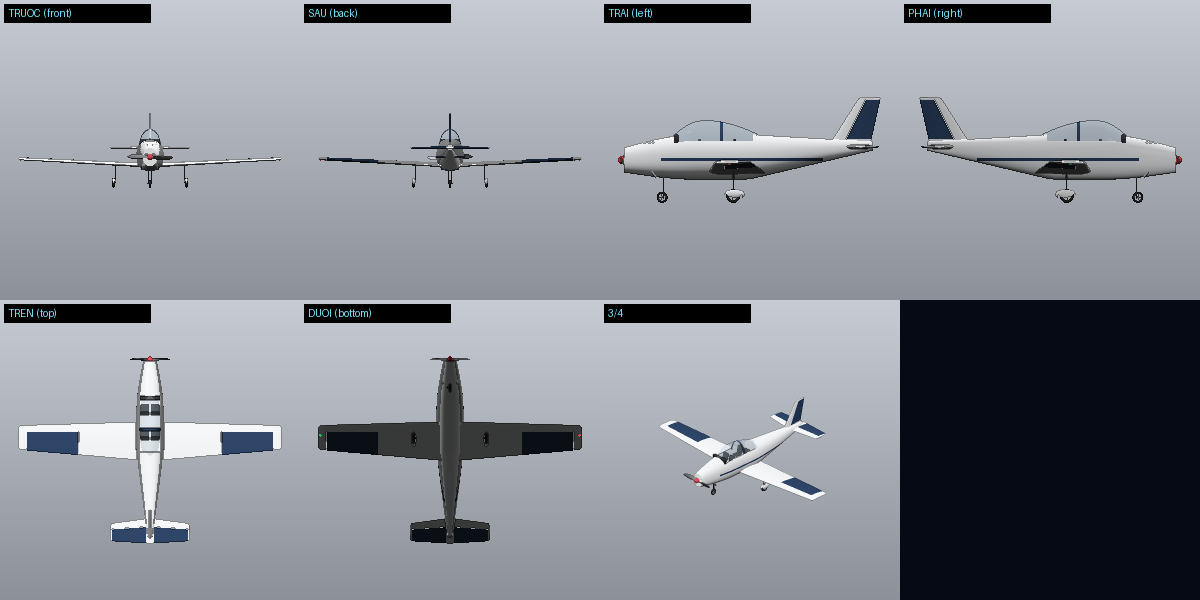 TRUOC (front)
SAU (back)
TRAI (left)
PHAI (right)
TREN (top)
DUOI (bottom)
3/4